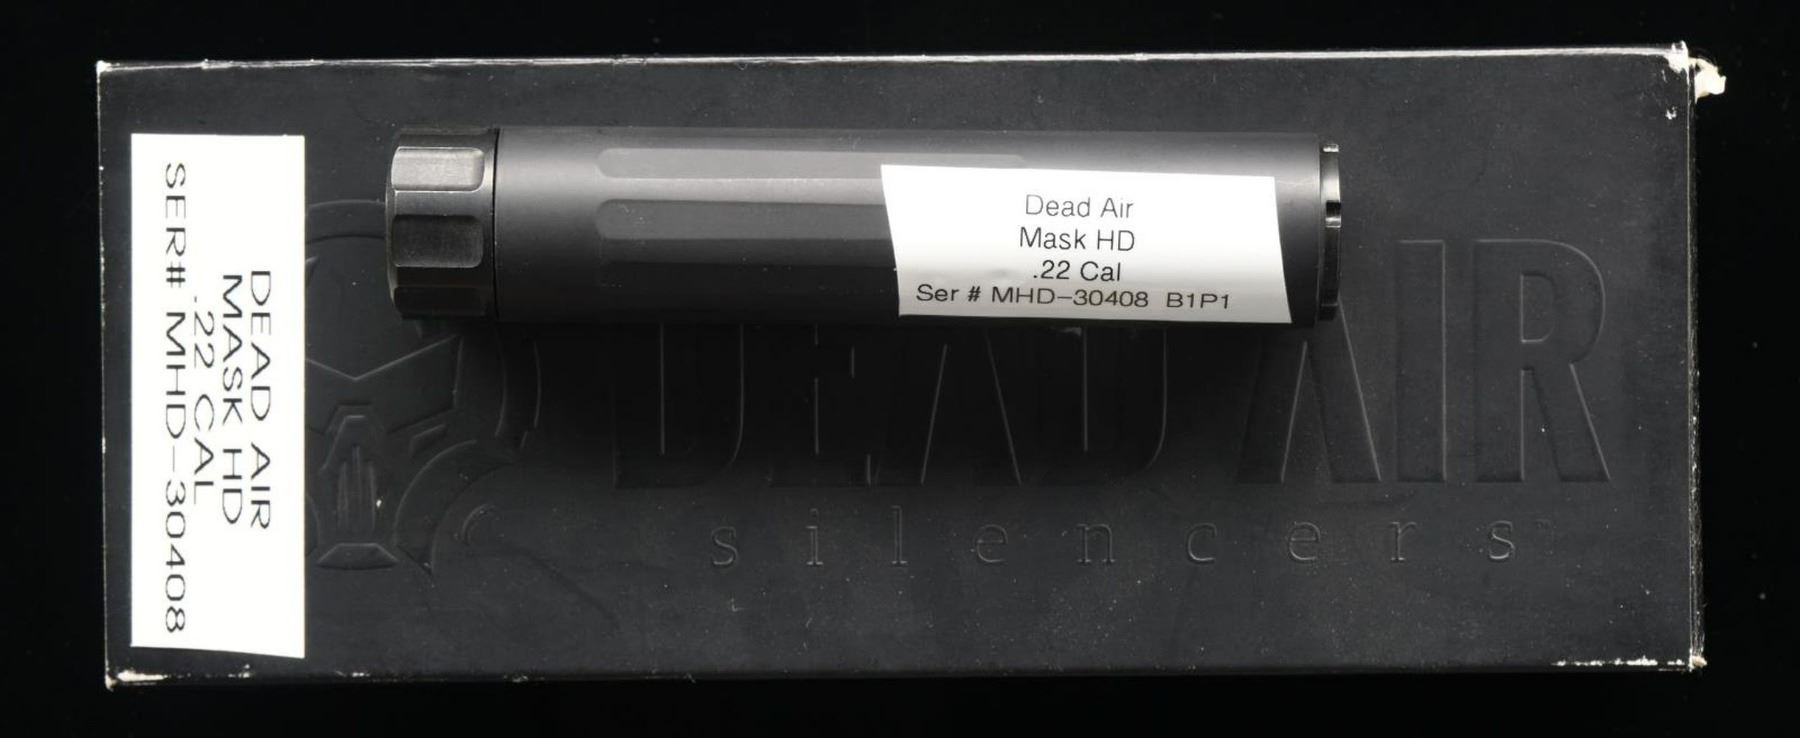 DEAD AIR
MASK HD
.22 CAL
SER# MHD-30408
Dead Air
Mask HD
.22 Cal
Ser # MHD-30408 B1P1
DEAD AIR
silencers™